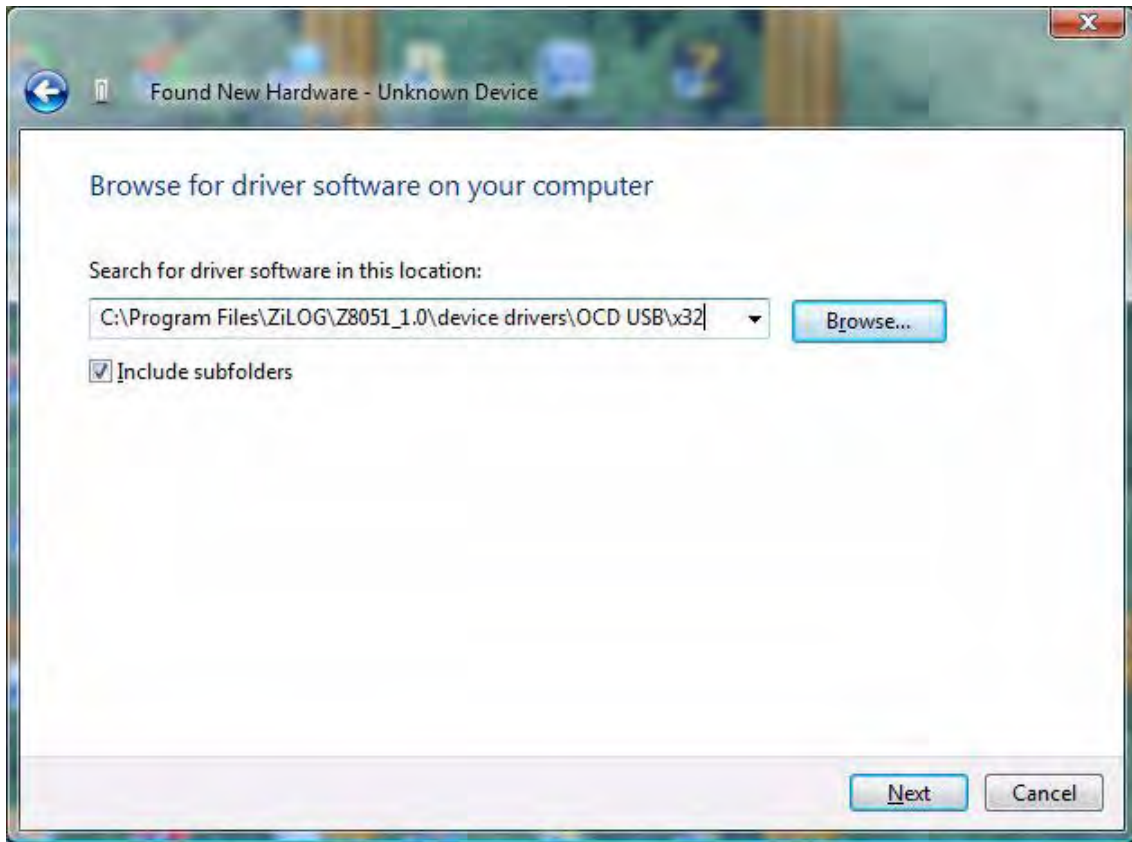 Found New Hardware - Unknown Device
Browse for driver software on your computer
Search for driver software in this location:
C:\Program Files\ZiLOG\Z8051_1.0\device drivers\OCD USB\x32
Browse...
Include subfolders
Next
Cancel